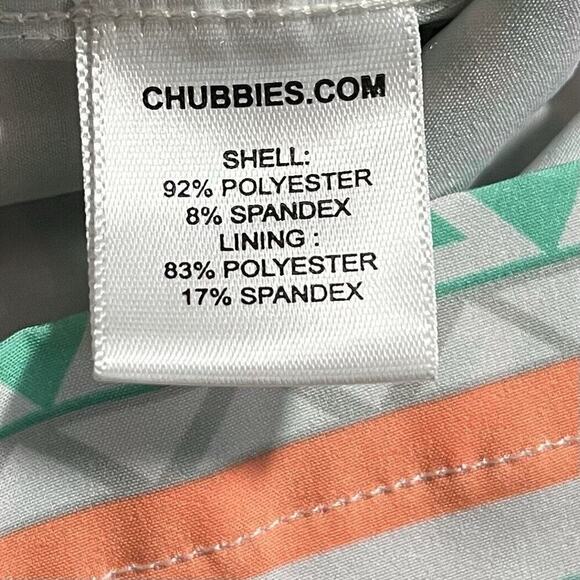 CHUBBIES.COM
SHELL:
92% POLYESTER
8% SPANDEX
LINING :
83% POLYESTER
17% SPANDEX